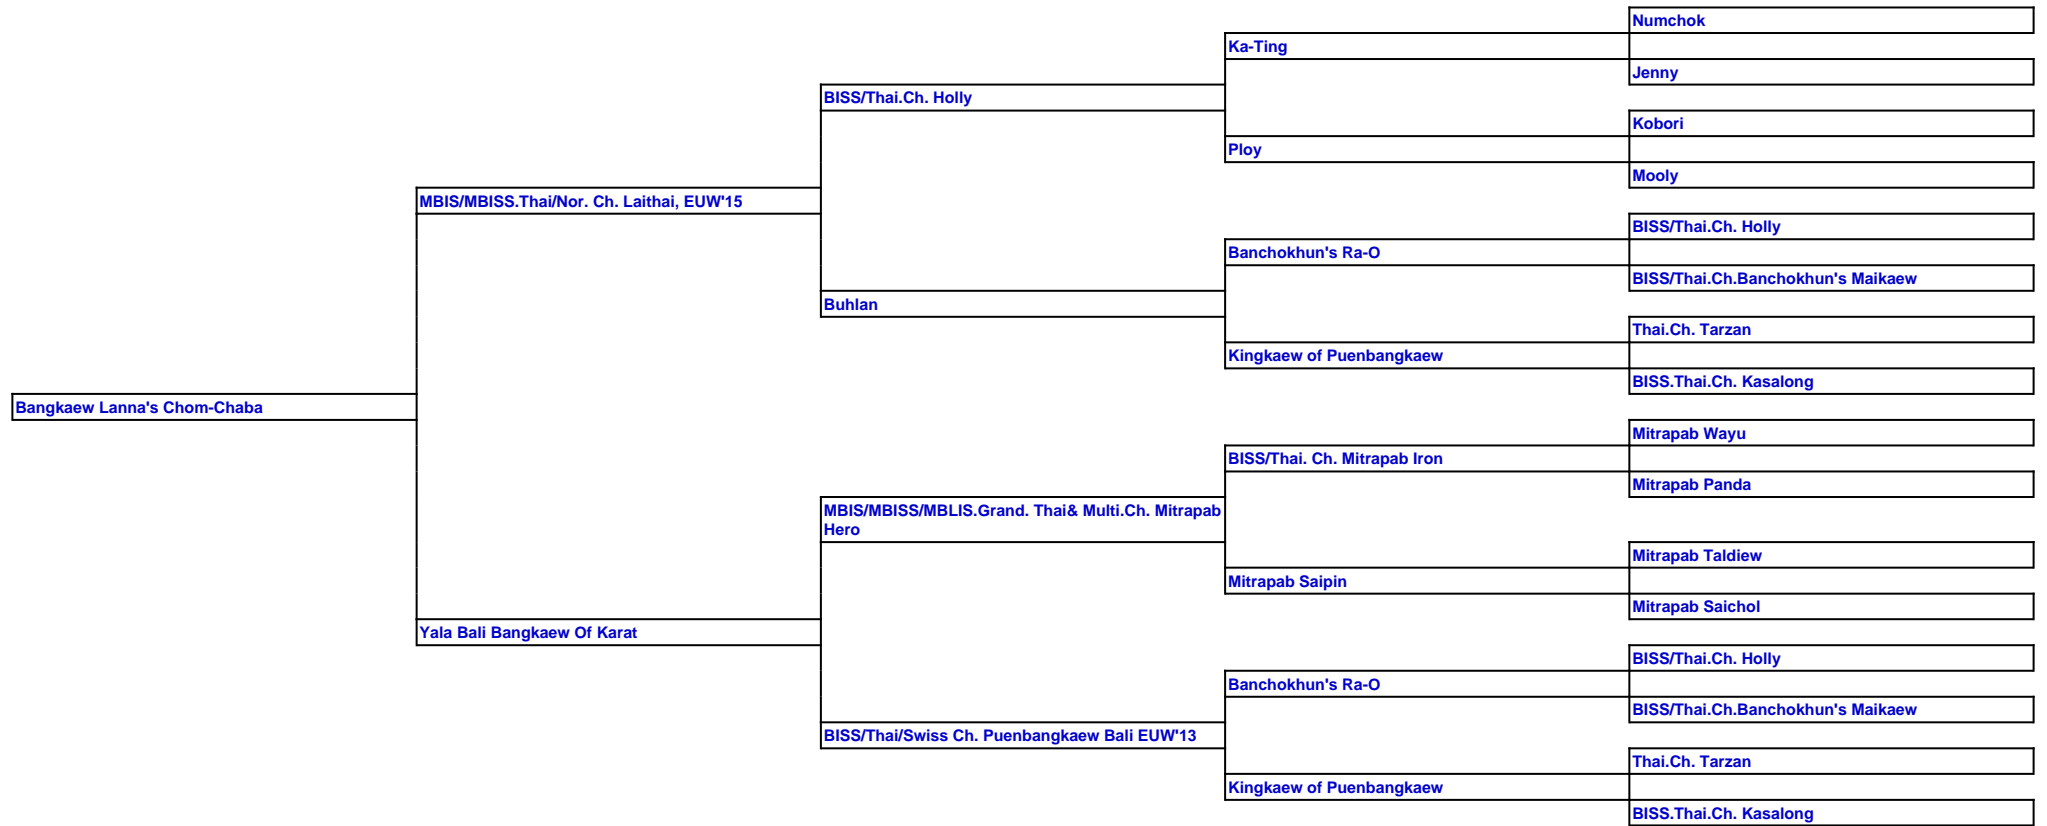 Numchok
Ka-Ting
Jenny
BISS/Thai.Ch. Holly
Kobori
Ploy
Mooly
MBIS/MBISS.Thai/Nor. Ch. Laithai, EUW'15
BISS/Thai.Ch. Holly
Banchokhun's Ra-O
BISS/Thai.Ch.Banchokhun's Maikaew
Buhlan
Thai.Ch. Tarzan
Kingkaew of Puenbangkaew
BISS.Thai.Ch. Kasalong
Bangkaew Lanna's Chom-Chaba
Mitrapab Wayu
BISS/Thai. Ch. Mitrapab Iron
Mitrapab Panda
MBIS/MBISS/MBLIS.Grand. Thai& Multi.Ch. Mitrapab
Hero
Mitrapab Taldiew
Mitrapab Saipin
Mitrapab Saichol
Yala Bali Bangkaew Of Karat
BISS/Thai.Ch. Holly
Banchokhun's Ra-O
BISS/Thai.Ch.Banchokhun's Maikaew
BISS/Thai/Swiss Ch. Puenbangkaew Bali EUW'13
Thai.Ch. Tarzan
Kingkaew of Puenbangkaew
BISS.Thai.Ch. Kasalong